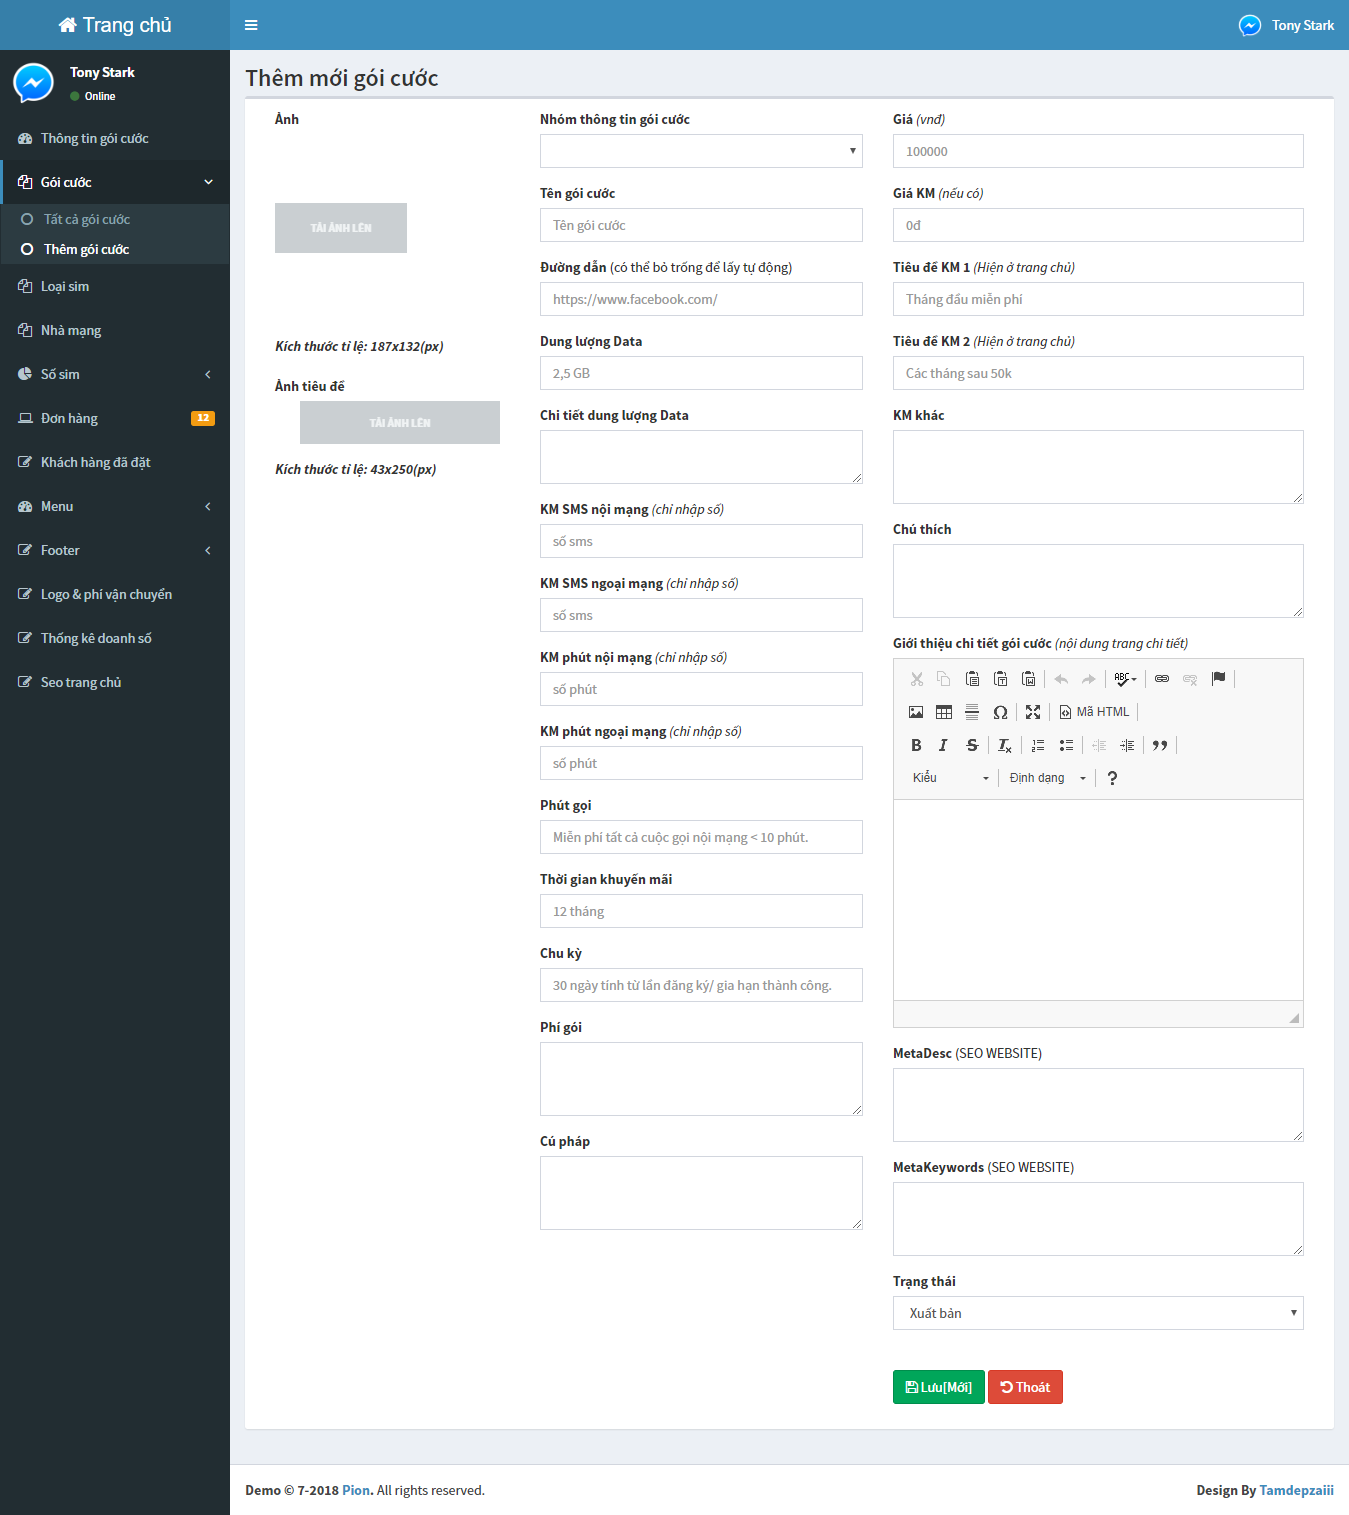 Trang chủ
Tony Stark
Tony Stark
Online
Thông tin gói cước
Gói cước
Tất cả gói cước
Thêm gói cước
Loại sim
Nhà mạng
Số sim
Đơn hàng 12
Khách hàng đã đặt
Menu
Footer
Logo & phí vận chuyển
Thống kê doanh số
Seo trang chủ
Thêm mới gói cước
Ảnh
TẢI ẢNH LÊN
Kích thước tỉ lệ: 187x132(px)
Ảnh tiêu đề
TẢI ẢNH LÊN
Kích thước tỉ lệ: 43x250(px)
Nhóm thông tin gói cước
Tên gói cước
Tên gói cước
Đường dẫn (có thể bỏ trống để lấy tự động)
https://www.facebook.com/
Dung lượng Data
2,5 GB
Chi tiết dung lượng Data
KM SMS nội mạng (chỉ nhập số)
số sms
KM SMS ngoại mạng (chỉ nhập số)
số sms
KM phút nội mạng (chỉ nhập số)
số phút
KM phút ngoại mạng (chỉ nhập số)
số phút
Phút gọi
Miễn phí tất cả cuộc gọi nội mạng < 10 phút.
Thời gian khuyến mãi
12 tháng
Chu kỳ
30 ngày tính từ lần đăng ký/ gia hạn thành công.
Phí gói
Cú pháp
Giá (vnđ)
100000
Giá KM (nếu có)
0đ
Tiêu đề KM 1 (Hiện ở trang chủ)
Tháng đầu miễn phí
Tiêu đề KM 2 (Hiện ở trang chủ)
Các tháng sau 50k
KM khác
Chú thích
Giới thiệu chi tiết gói cước (nội dung trang chi tiết)
Mã HTML
Kiểu
Định dạng
MetaDesc (SEO WEBSITE)
MetaKeywords (SEO WEBSITE)
Trạng thái
Xuất bản
Lưu[Mới]
Thoát
Demo © 7-2018 Pion. All rights reserved.
Design By Tamdepzaiii